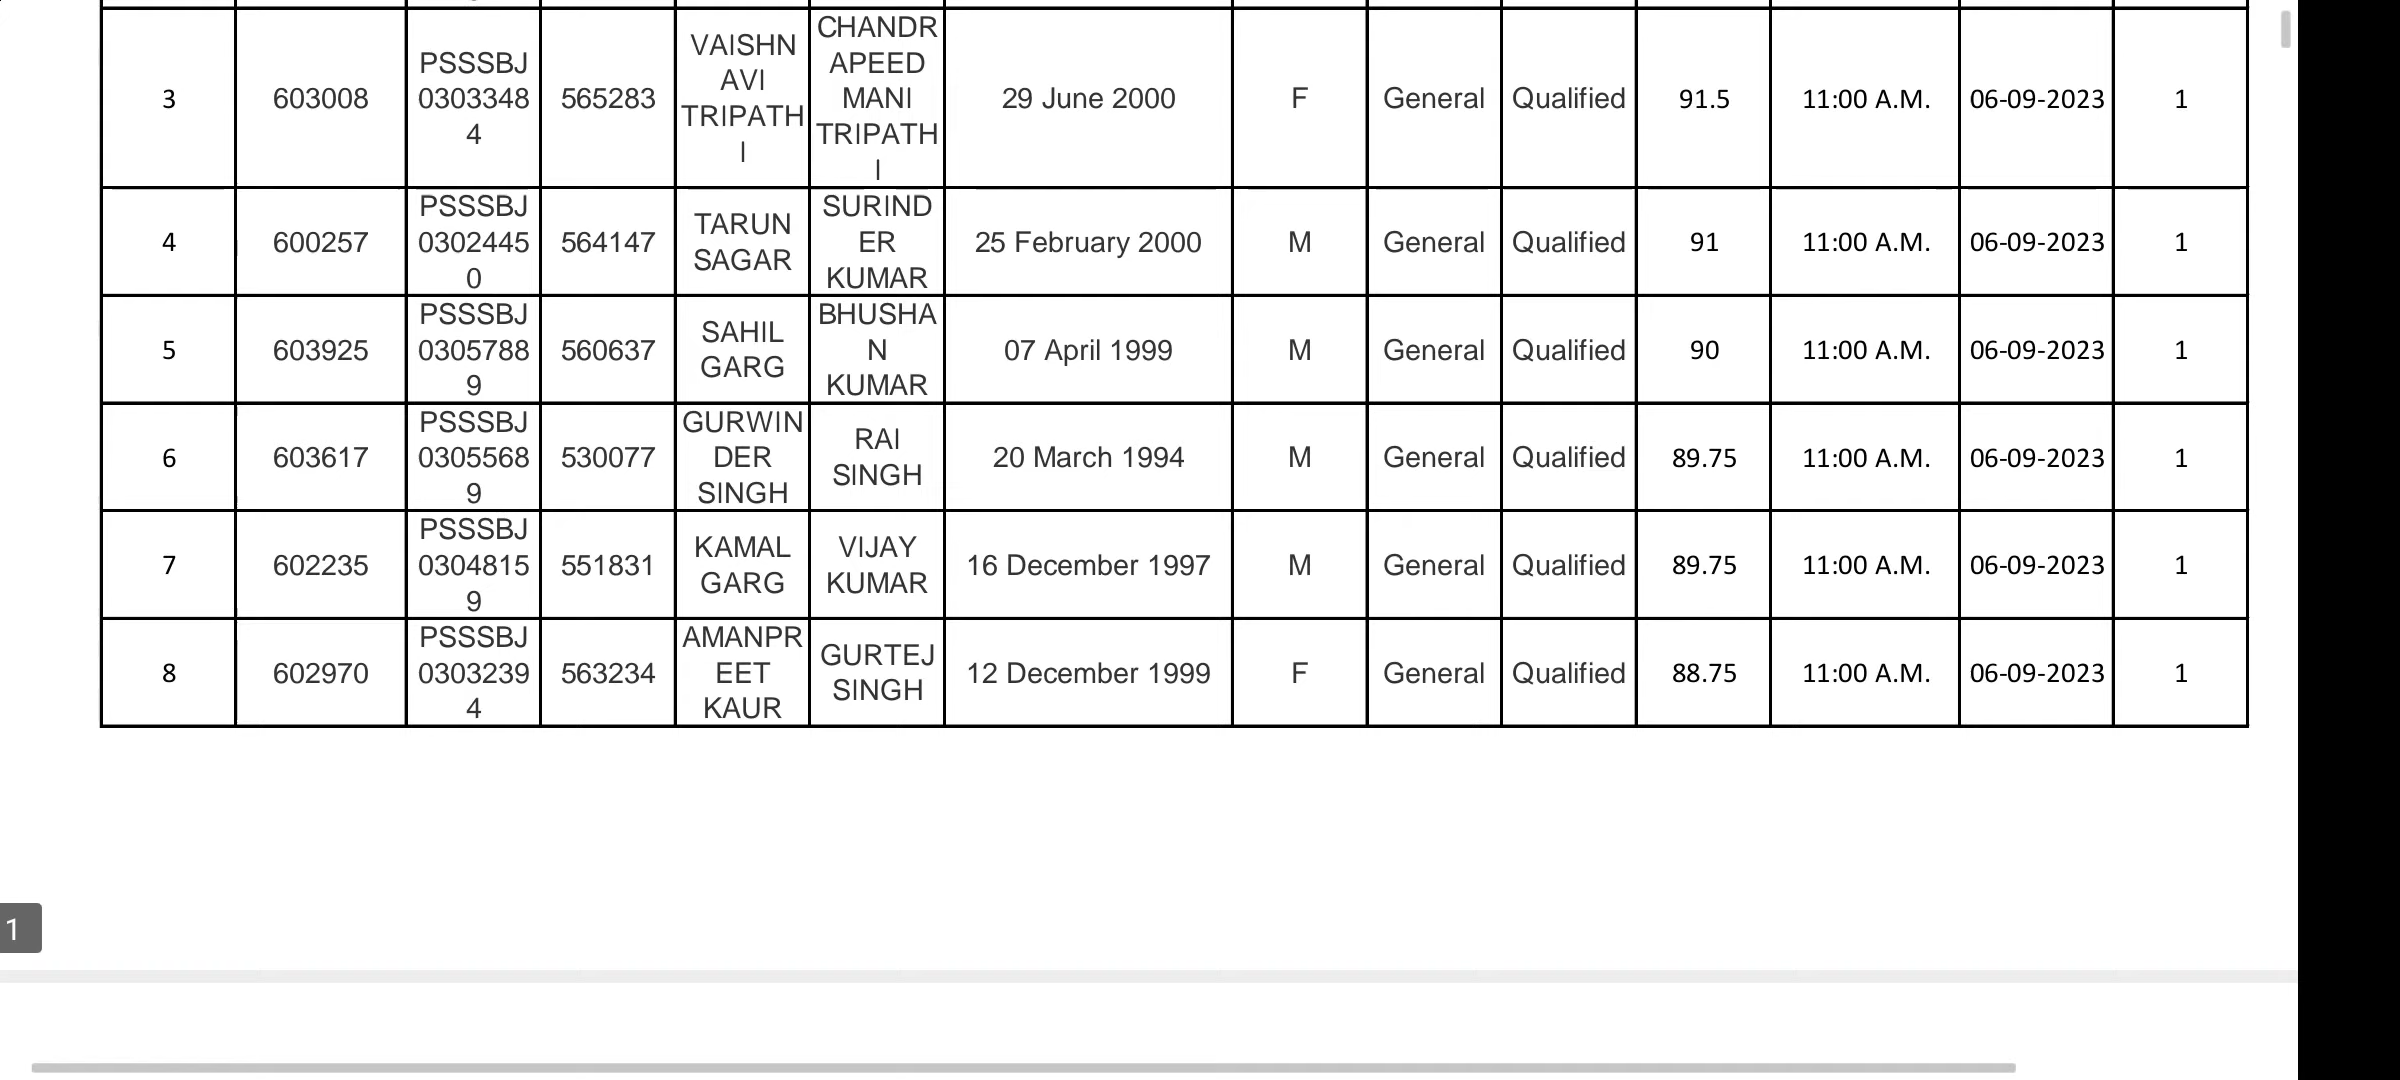 3 603008 PSSSBJ 0303348 4 565283 VAISHN AVI TRIPATH I CHANDR APEED MANI TRIPATH I 29 June 2000 F General Qualified 91.5 11:00 A.M. 06-09-2023 1
4 600257 PSSSBJ 0302445 0 564147 TARUN SAGAR SURIND ER KUMAR 25 February 2000 M General Qualified 91 11:00 A.M. 06-09-2023 1
5 603925 PSSSBJ 0305788 9 560637 SAHIL GARG BHUSHA N KUMAR 07 April 1999 M General Qualified 90 11:00 A.M. 06-09-2023 1
6 603617 PSSSBJ 0305568 9 530077 GURWIN DER SINGH RAI SINGH 20 March 1994 M General Qualified 89.75 11:00 A.M. 06-09-2023 1
7 602235 PSSSBJ 0304815 9 551831 KAMAL GARG VIJAY KUMAR 16 December 1997 M General Qualified 89.75 11:00 A.M. 06-09-2023 1
8 602970 PSSSBJ 0303239 4 563234 AMANPR EET KAUR GURTEJ SINGH 12 December 1999 F General Qualified 88.75 11:00 A.M. 06-09-2023 1
1